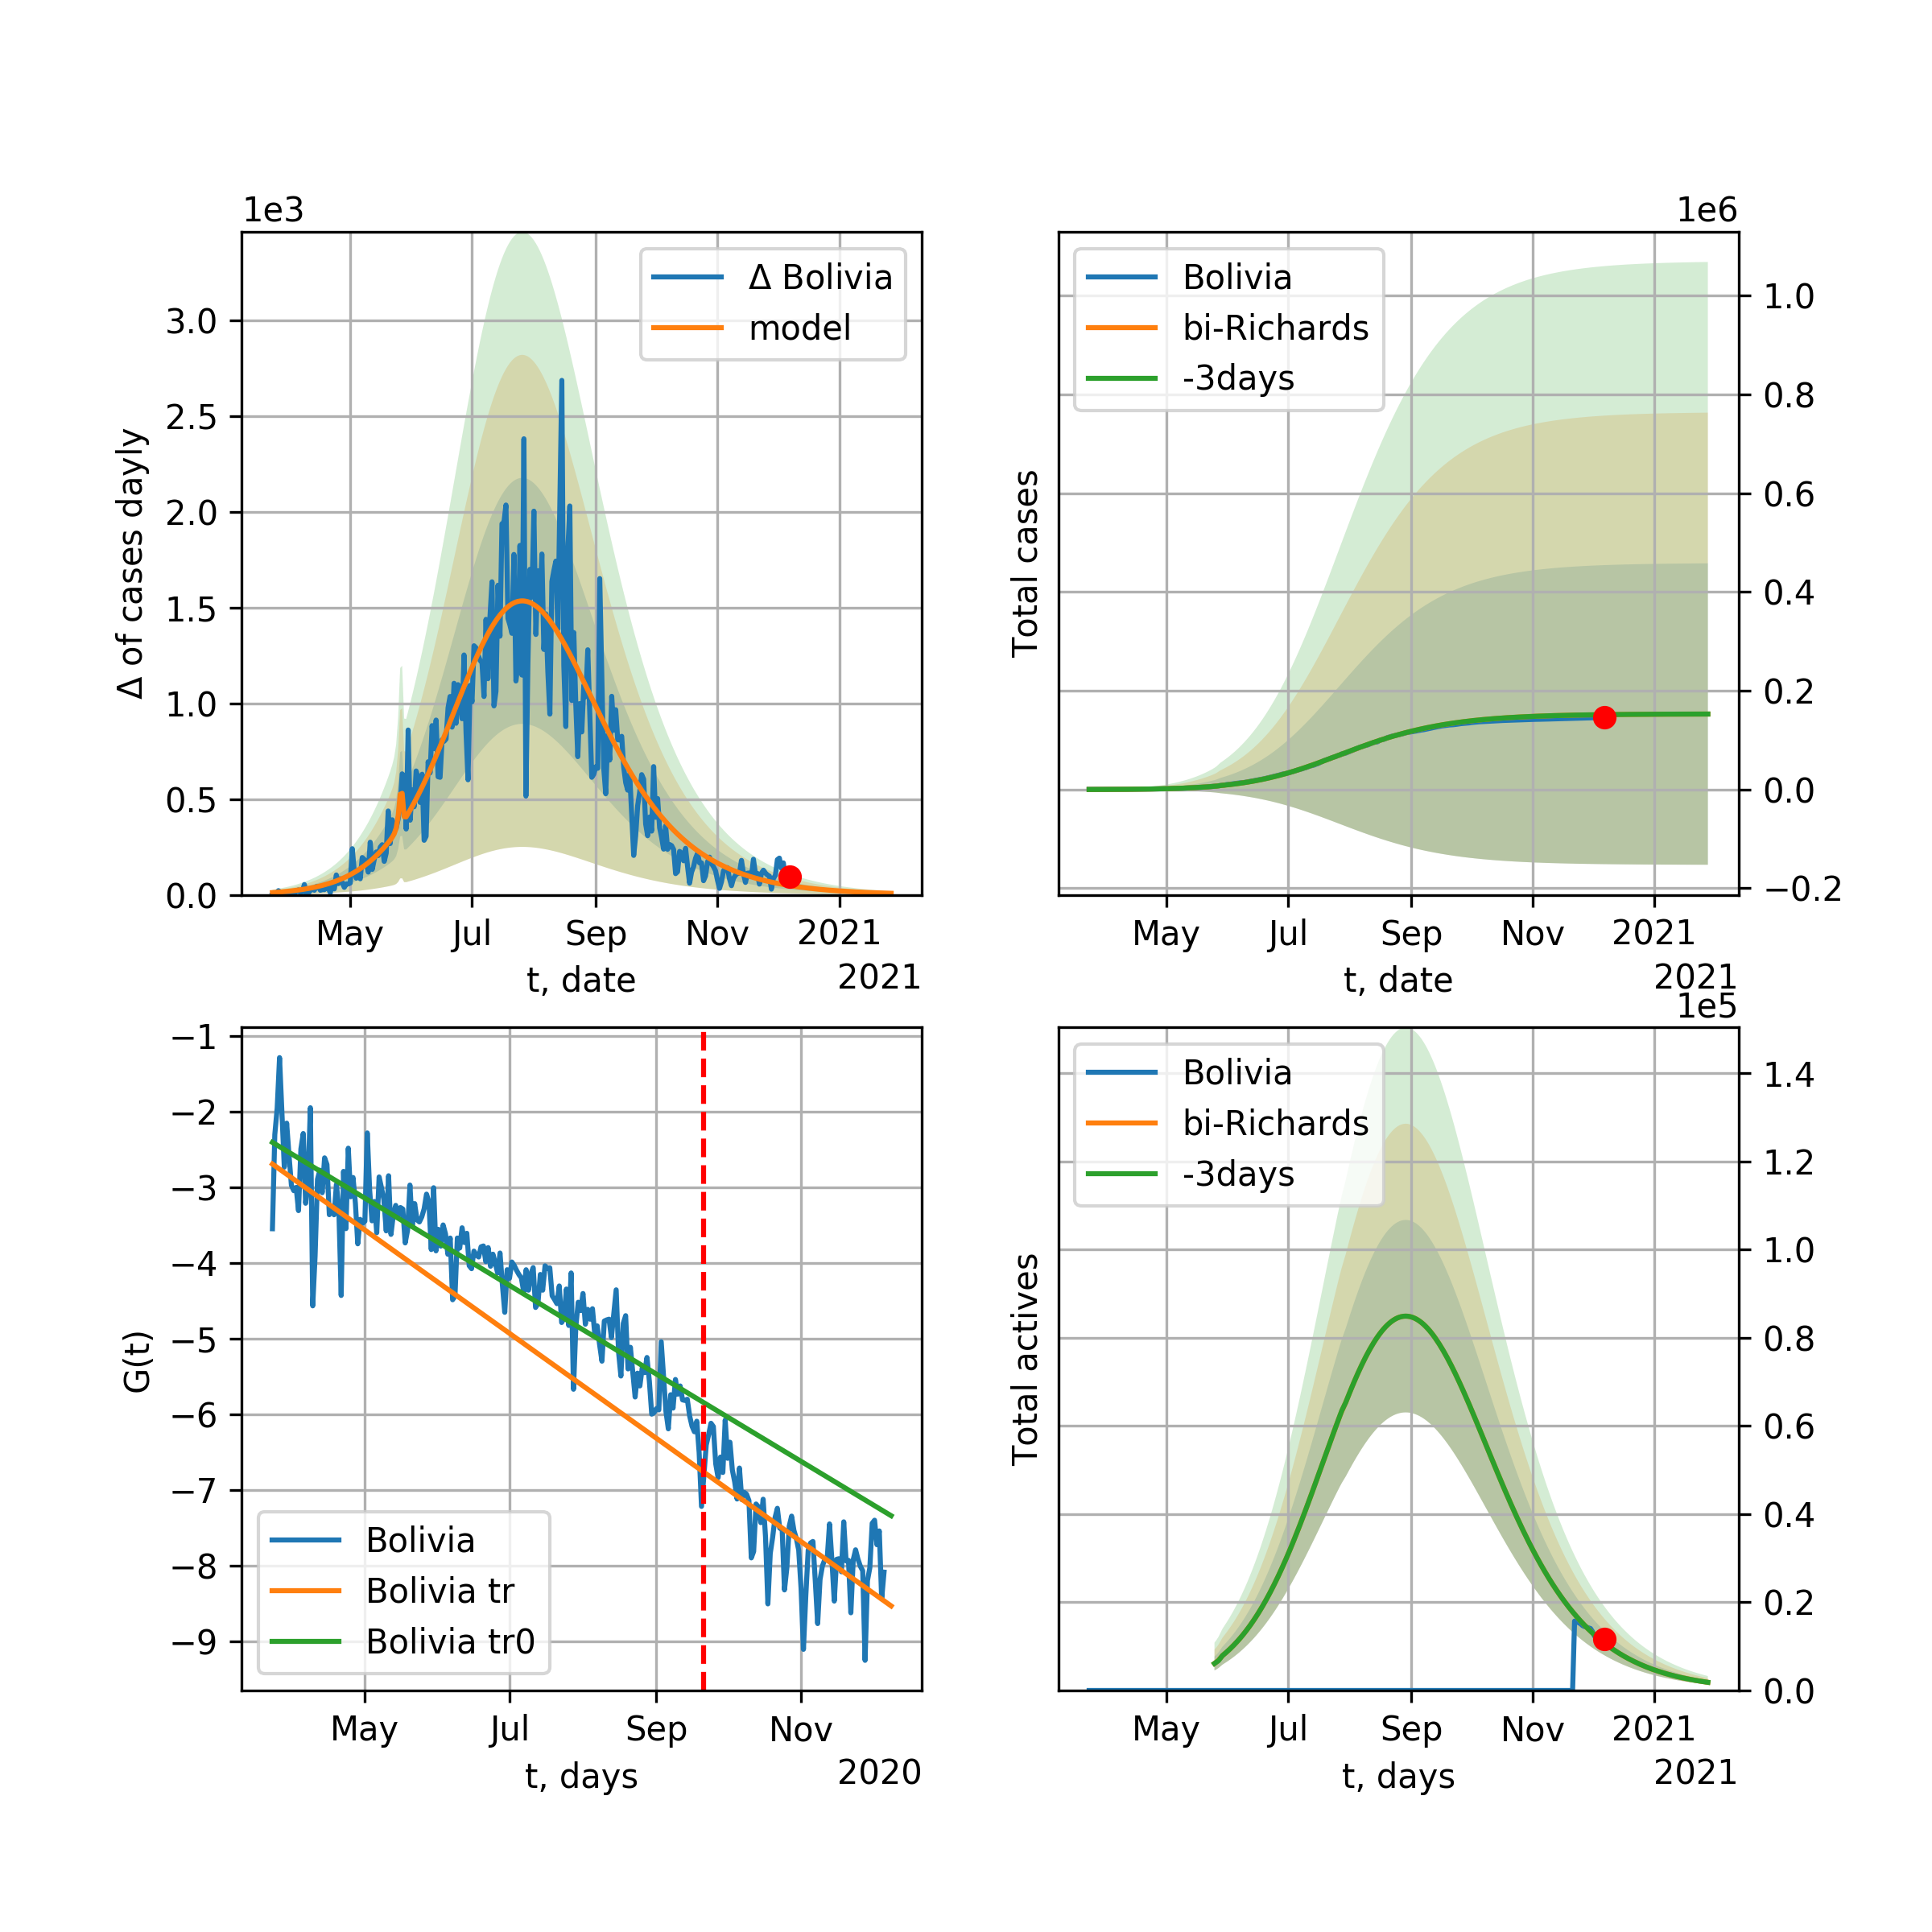 1e3
Δ of cases dayly
3.0
2.5
2.0
1.5
1.0
0.5
0.0
Δ Bolivia
model
May Jul Sep Nov 2021
t, date
2021
1e6
Total cases
Bolivia
bi-Richards
-3days
1.0
0.8
0.6
0.4
0.2
0.0
−0.2
May Jul Sep Nov 2021
t, date
2021
G(t)
−1
−2
−3
−4
−5
−6
−7
−8
−9
Bolivia
Bolivia tr
Bolivia tr0
May Jul Sep Nov
t, days
2020
1e5
Total actives
Bolivia
bi-Richards
-3days
1.4
1.2
1.0
0.8
0.6
0.4
0.2
0.0
May Jul Sep Nov 2021
t, days
2021